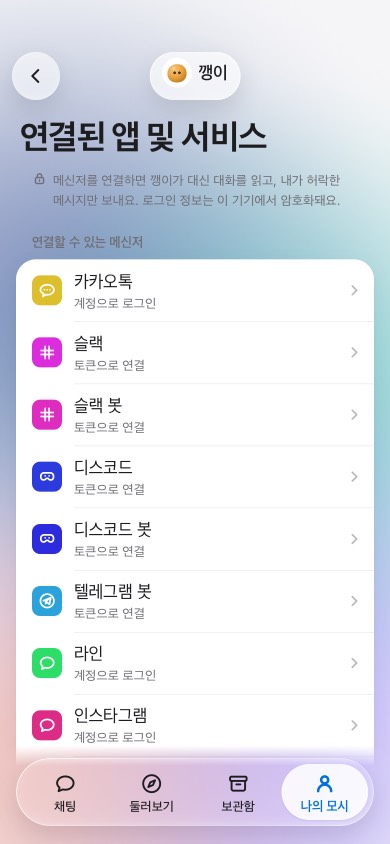 깽이
연결된 앱 및 서비스
메신저를 연결하면 깽이가 대신 대화를 읽고, 내가 허락한
메시지만 보내요. 로그인 정보는 이 기기에서 암호화돼요.
연결할 수 있는 메신저
카카오톡
계정으로 로그인
슬랙
토큰으로 연결
슬랙 봇
토큰으로 연결
디스코드
토큰으로 연결
디스코드 봇
토큰으로 연결
텔레그램 봇
토큰으로 연결
라인
계정으로 로그인
인스타그램
계정으로 로그인
채팅 둘러보기 보관함 나의 모시